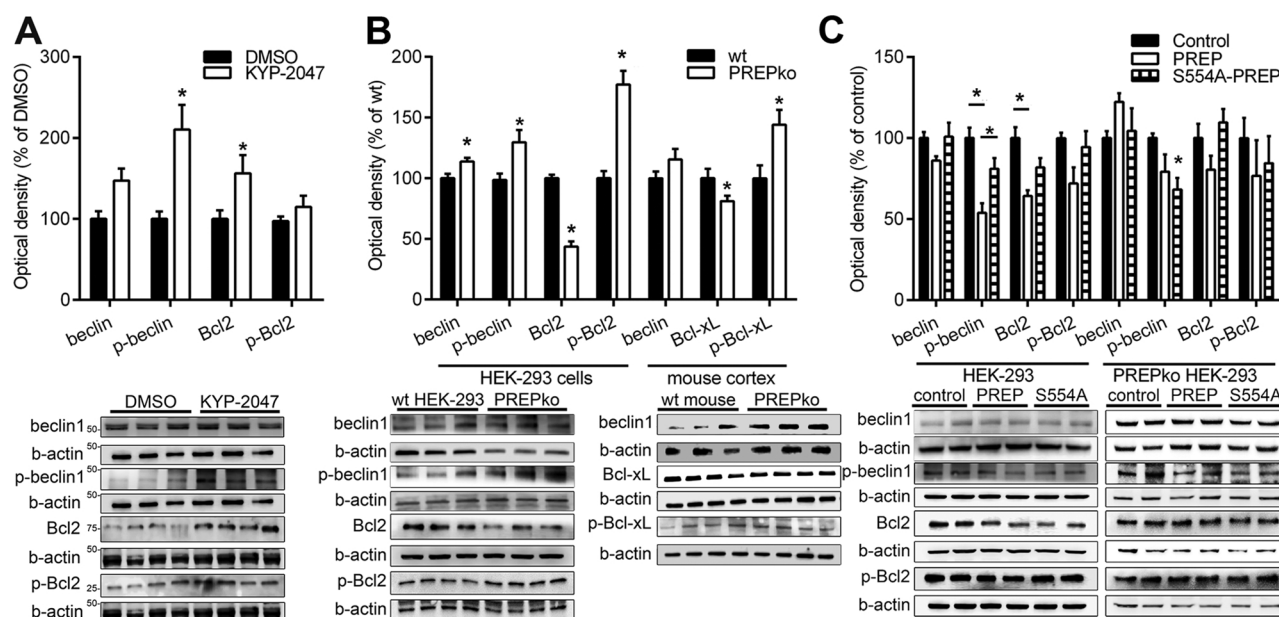 A
Optical density (% of DMSO)
300
200
100
0
DMSO
KYP-2047
*
*
beclin
p-beclin
Bcl2
p-Bcl2
DMSO
KYP-2047
beclin1
50
b-actin
50
p-beclin1
50
b-actin
50
Bcl2
75
b-actin
50
p-Bcl2
25
b-actin
50
B
Optical density (% of wt)
200
150
100
50
0
wt
PREPko
*
*
*
*
*
*
beclin
p-beclin
Bcl2
p-Bcl2
beclin
Bcl-xL
p-Bcl-xL
HEK-293 cells
mouse cortex
wt HEK-293
PREPko
beclin1
b-actin
p-beclin1
b-actin
Bcl2
b-actin
p-Bcl2
b-actin
wt mouse
PREPko
beclin1
b-actin
Bcl-xL
b-actin
p-Bcl-xL
b-actin
C
Optical density (% of control)
150
100
50
0
Control
PREP
S554A-PREP
*
*
*
*
beclin
p-beclin
Bcl2
p-Bcl2
beclin
p-beclin
Bcl2
p-Bcl2
HEK-293
PREPko HEK-293
control PREP S554A
control PREP S554A
beclin1
b-actin
p-beclin1
b-actin
Bcl2
b-actin
p-Bcl2
b-actin